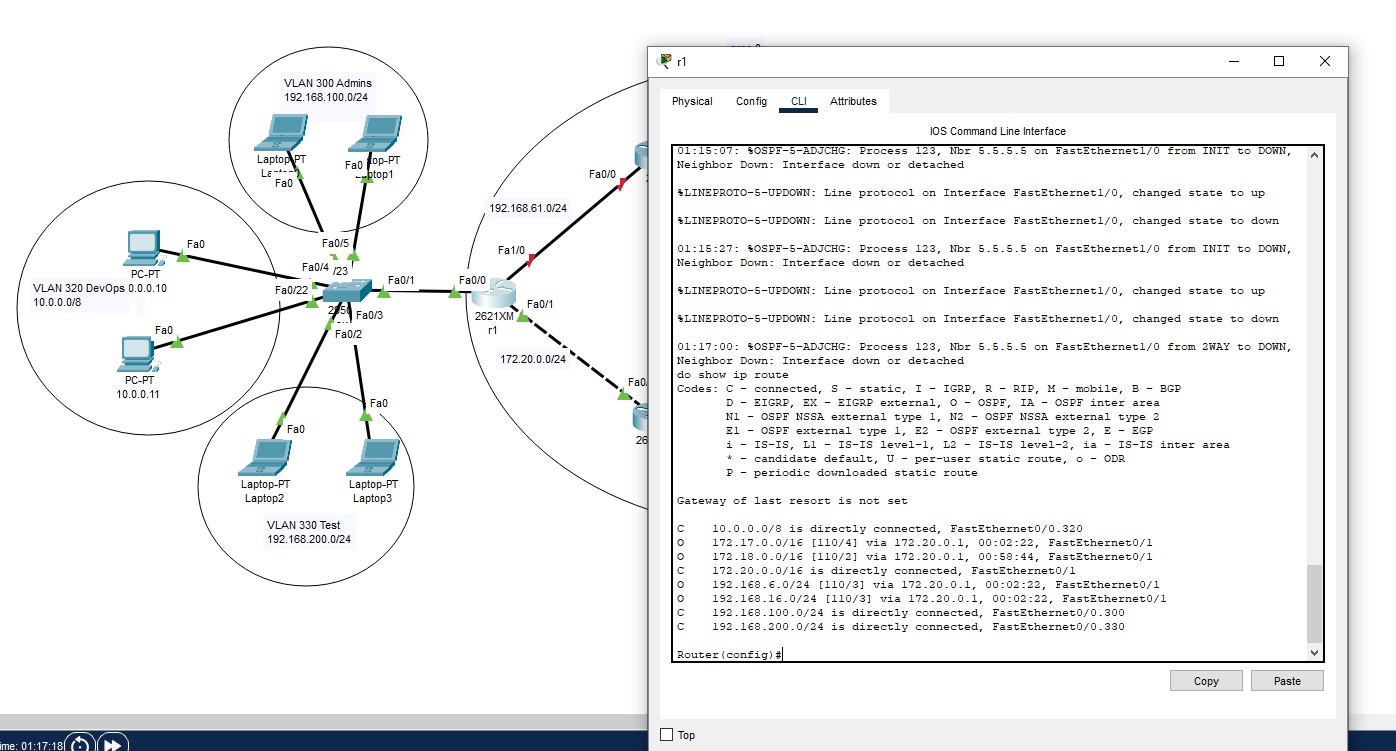 r1
Physical
Config
CLI
Attributes
IOS Command Line Interface
01:15:07: %OSPF-5-ADJCHG: Process 123, Nbr 5.5.5.5 on FastEthernet1/0 from INIT to DOWN,
Neighbor Down: Interface down or detached
%LINEPROTO-5-UPDOWN: Line protocol on Interface FastEthernet1/0, changed state to up
%LINEPROTO-5-UPDOWN: Line protocol on Interface FastEthernet1/0, changed state to down
01:15:27: %OSPF-5-ADJCHG: Process 123, Nbr 5.5.5.5 on FastEthernet1/0 from INIT to DOWN,
Neighbor Down: Interface down or detached
%LINEPROTO-5-UPDOWN: Line protocol on Interface FastEthernet1/0, changed state to up
%LINEPROTO-5-UPDOWN: Line protocol on Interface FastEthernet1/0, changed state to down
01:17:00: %OSPF-5-ADJCHG: Process 123, Nbr 5.5.5.5 on FastEthernet1/0 from 2WAY to DOWN,
Neighbor Down: Interface down or detached
do show ip route
Codes: C - connected, S - static, I - IGRP, R - RIP, M - mobile, B - BGP
D - EIGRP, EX - EIGRP external, O - OSPF, IA - OSPF inter area
N1 - OSPF NSSA external type 1, N2 - OSPF NSSA external type 2
E1 - OSPF external type 1, E2 - OSPF external type 2, E - EGP
i - IS-IS, L1 - IS-IS level-1, L2 - IS-IS level-2, ia - IS-IS inter area
* - candidate default, U - per-user static route, o - ODR
P - periodic downloaded static route
Gateway of last resort is not set
C 10.0.0.0/8 is directly connected, FastEthernet0/0.320
O 172.17.0.0/16 [110/4] via 172.20.0.1, 00:02:22, FastEthernet0/1
O 172.18.0.0/16 [110/2] via 172.20.0.1, 00:58:44, FastEthernet0/1
C 172.20.0.0/16 is directly connected, FastEthernet0/1
O 192.168.6.0/24 [110/3] via 172.20.0.1, 00:02:22, FastEthernet0/1
O 192.168.16.0/24 [110/3] via 172.20.0.1, 00:02:22, FastEthernet0/1
C 192.168.100.0/24 is directly connected, FastEthernet0/0.300
C 192.168.200.0/24 is directly connected, FastEthernet0/0.330
Router(config)#
Copy
Paste
Top
VLAN 300 Admins
192.168.100.0/24
Laptop-PT
Fa0
Fa0
Fa0/5
Fa0/4
/23
Fa0/22
Fa0/1
Fa0/3
Fa0/2
Fa0
PC-PT
VLAN 320 DevOps 0.0.0.10
10.0.0.0/8
Fa0
PC-PT
10.0.0.11
Fa0
Fa0
Laptop-PT
Laptop2
Laptop-PT
Laptop3
VLAN 330 Test
192.168.200.0/24
Fa0/0
192.168.61.0/24
Fa1/0
Fa0/0
2621XM
r1
Fa0/1
172.20.0.0/24
ime: 01:17:18